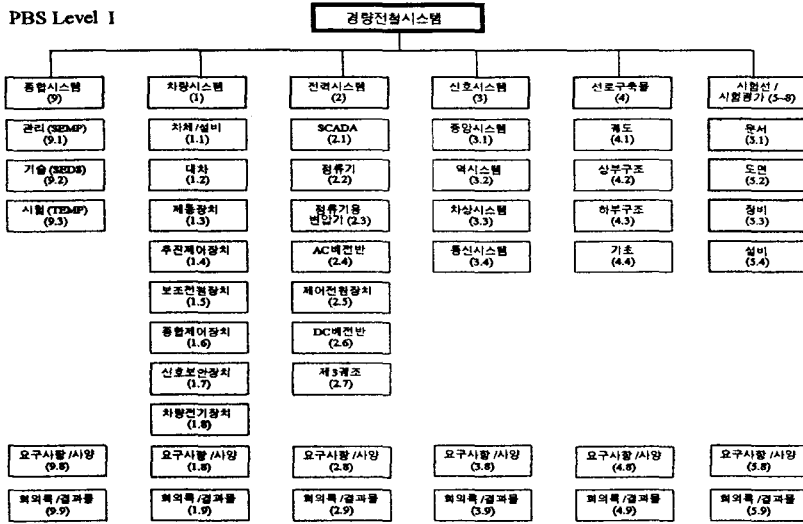 PBS Level I
경량전철시스템
종합시스템
(9)
관리 (SEMP)
(9.1)
기술 (SEDS)
(9.2)
시험 (TEMP)
(9.3)
요구사항 /사양
(9.8)
회의록 /결과물
(9.9)
차량시스템
(1)
차체 /설비
(1.1)
대차
(1.2)
제동장치
(1.3)
추진제어장치
(1.4)
보조전원장치
(1.5)
종합제어장치
(1.6)
신호보안장치
(1.7)
차량전기장치
(1.8)
요구사항 /사양
(1.8)
회의록 /결과물
(1.9)
전력시스템
(2)
SCADA
(2.1)
정류기
(2.2)
정류기용
변압기 (2.3)
AC배전반
(2.4)
제어전원장치
(2.5)
DC배전반
(2.6)
제3궤조
(2.7)
요구사항 /사양
(2.8)
회의록 /결과물
(2.9)
신호시스템
(3)
중앙시스템
(3.1)
역시스템
(3.2)
차상시스템
(3.3)
통신시스템
(3.4)
요구사항 /사양
(3.8)
회의록 /결과물
(3.9)
선로구축물
(4)
궤도
(4.1)
상부구조
(4.2)
하부구조
(4.3)
기초
(4.4)
요구사항 /사양
(4.8)
회의록 /결과물
(4.9)
시험선 /
시험평가 (5~8)
문서
(5.1)
도면
(5.2)
장비
(5.3)
설비
(5.4)
요구사항 /사양
(5.8)
회의록 /결과물
(5.9)